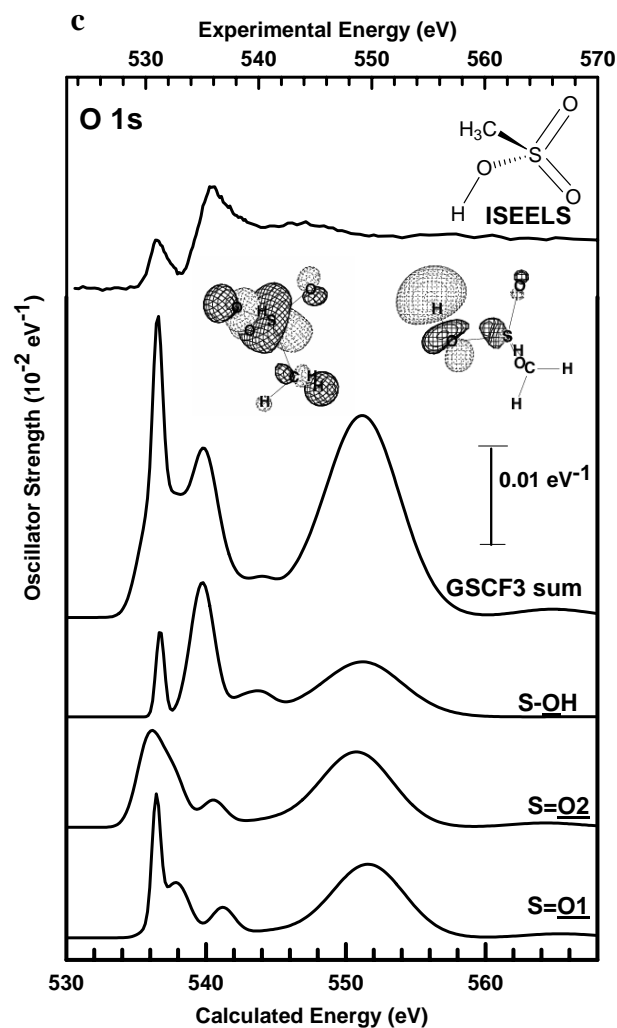 c
Experimental Energy (eV)
530 540 550 560 570
O 1s
O
H₃C
S
O
O
H
ISEELS
O
O
H
S
O
C
H
H
H
O
H
O
S
H
O
C
H
H
0.01 eV⁻¹
Oscillator Strength (10⁻² eV⁻¹)
GSCF3 sum
S-OH
S=O2
S=O1
530 540 550 560
Calculated Energy (eV)